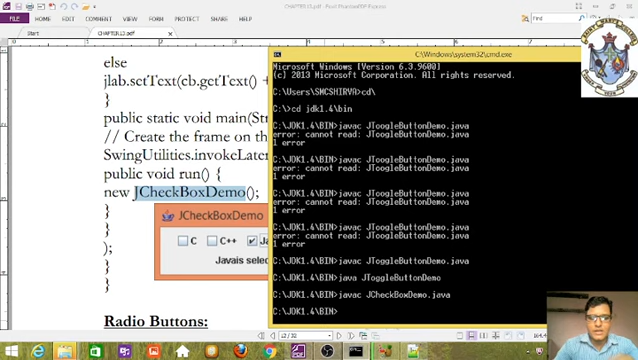 CHAPTER13.pdf - Foxit PhantomPDF Express
FILE HOME EDIT COMMENT VIEW FORM PROTECT SHARE HELP
Find
Start CHAPTER13.pdf
else
jlab.setText(cb.getText() +
}
public static void main(Str
// Create the frame on th
SwingUtilities.invokeLater
public void run() {
new JCheckBoxDemo();
}
}
);
}
}
JCheckBoxDemo
C C++ Ja
Javais selec
Radio Buttons:
C:\Windows\system32\cmd.exe
Microsoft Windows [Version 6.3.9600]
(c) 2013 Microsoft Corporation. All rights reserved.
C:\Users\SMCSHIRVA>cd\
C:\>cd jdk1.4\bin
C:\JDK1.4\BIN>javac JToogleButtonDemo.java
error: cannot read: JToogleButtonDemo.java
1 error
C:\JDK1.4\BIN>javac JToogleButtonDemo.java
error: cannot read: JToogleButtonDemo.java
1 error
C:\JDK1.4\BIN>javac JToogleButtonDemo.java
error: cannot read: JToogleButtonDemo.java
1 error
C:\JDK1.4\BIN>javac JToogleButtonDemo.java
error: cannot read: JToogleButtonDemo.java
1 error
C:\JDK1.4\BIN>javac JToggleButtonDemo.java
C:\JDK1.4\BIN>java JToggleButtonDemo
C:\JDK1.4\BIN>javac JCheckBoxDemo.java
C:\JDK1.4\BIN>
12/32